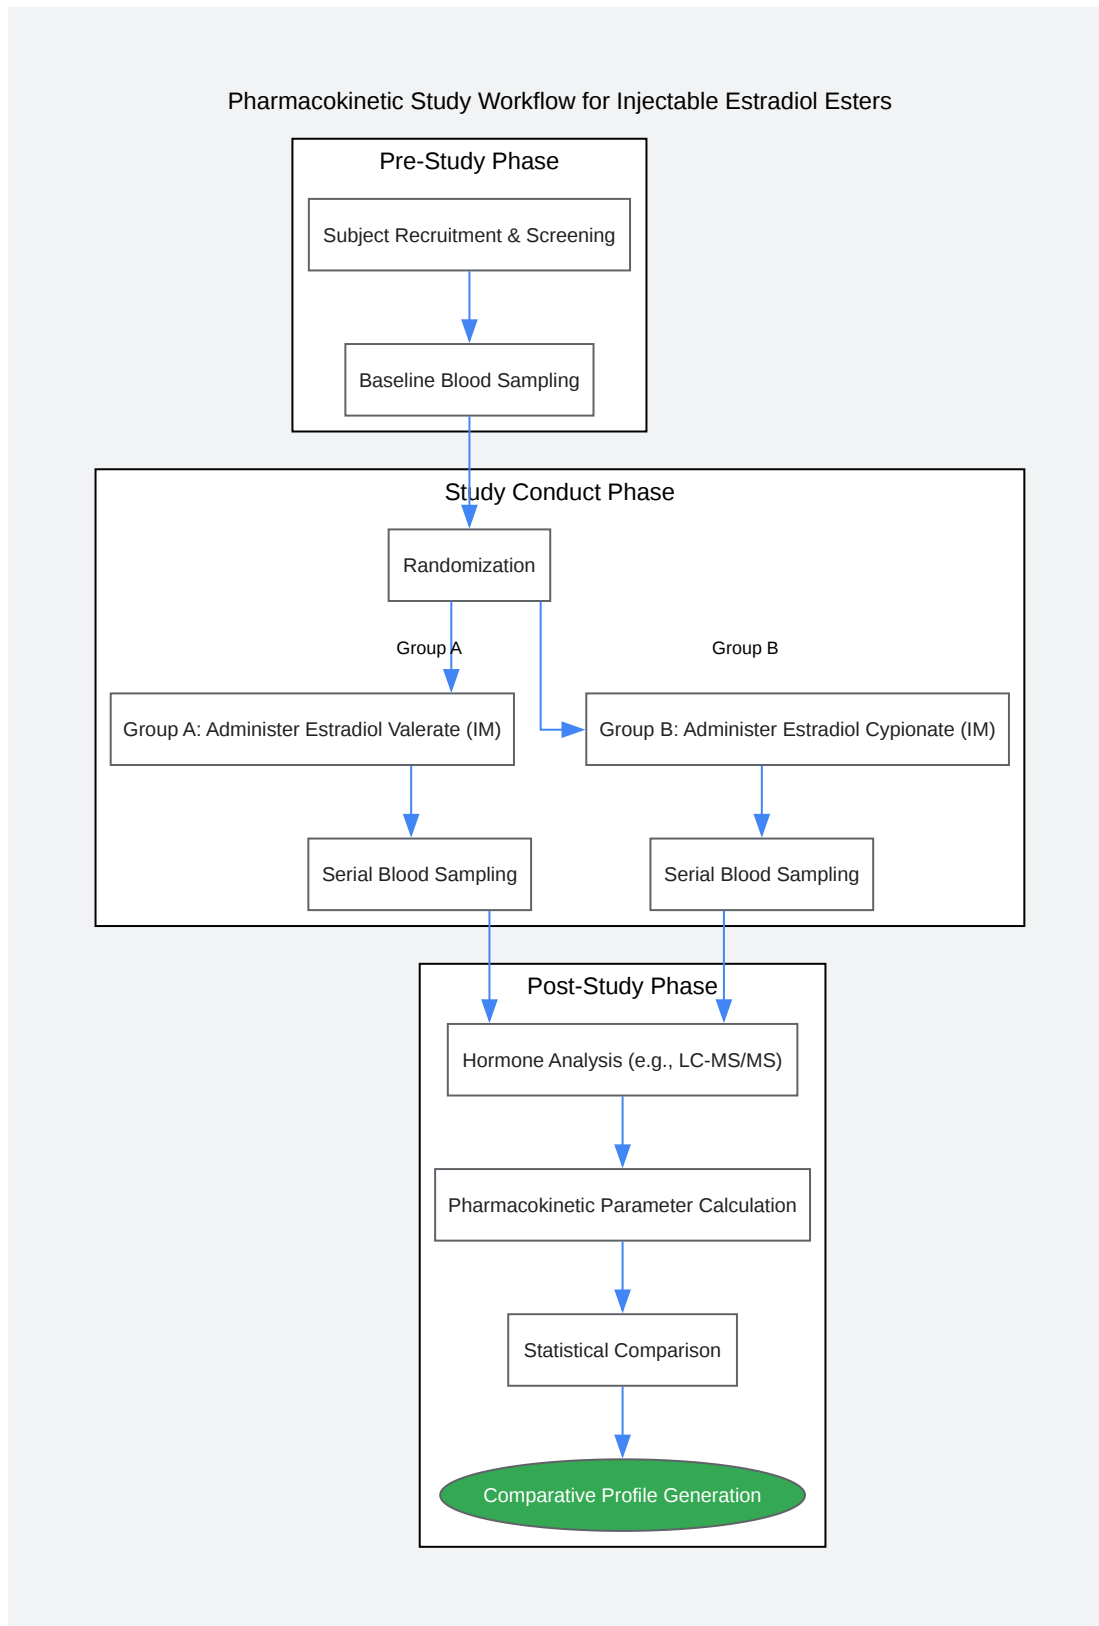 Pharmacokinetic Study Workflow for Injectable Estradiol Esters
Pre-Study Phase
Subject Recruitment & Screening
Baseline Blood Sampling
Study Conduct Phase
Randomization
Group A
Group B
Group A: Administer Estradiol Valerate (IM)
Group B: Administer Estradiol Cypionate (IM)
Serial Blood Sampling
Serial Blood Sampling
Post-Study Phase
Hormone Analysis (e.g., LC-MS/MS)
Pharmacokinetic Parameter Calculation
Statistical Comparison
Comparative Profile Generation